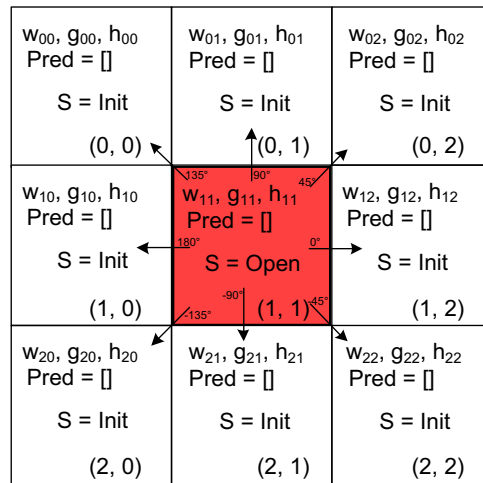 w₀₀, g₀₀, h₀₀
Pred = []
S = Init
(0, 0)
w₀₁, g₀₁, h₀₁
Pred = []
S = Init
(0, 1)
w₀₂, g₀₂, h₀₂
Pred = []
S = Init
(0, 2)
w₁₀, g₁₀, h₁₀
Pred = []
S = Init
(1, 0)
135°
90°
45°
w₁₁, g₁₁, h₁₁
Pred = []
180°
0°
S = Open
-90°
(1, 1)
-45°
-135°
w₁₂, g₁₂, h₁₂
Pred = []
S = Init
(1, 2)
w₂₀, g₂₀, h₂₀
Pred = []
S = Init
(2, 0)
w₂₁, g₂₁, h₂₁
Pred = []
S = Init
(2, 1)
w₂₂, g₂₂, h₂₂
Pred = []
S = Init
(2, 2)